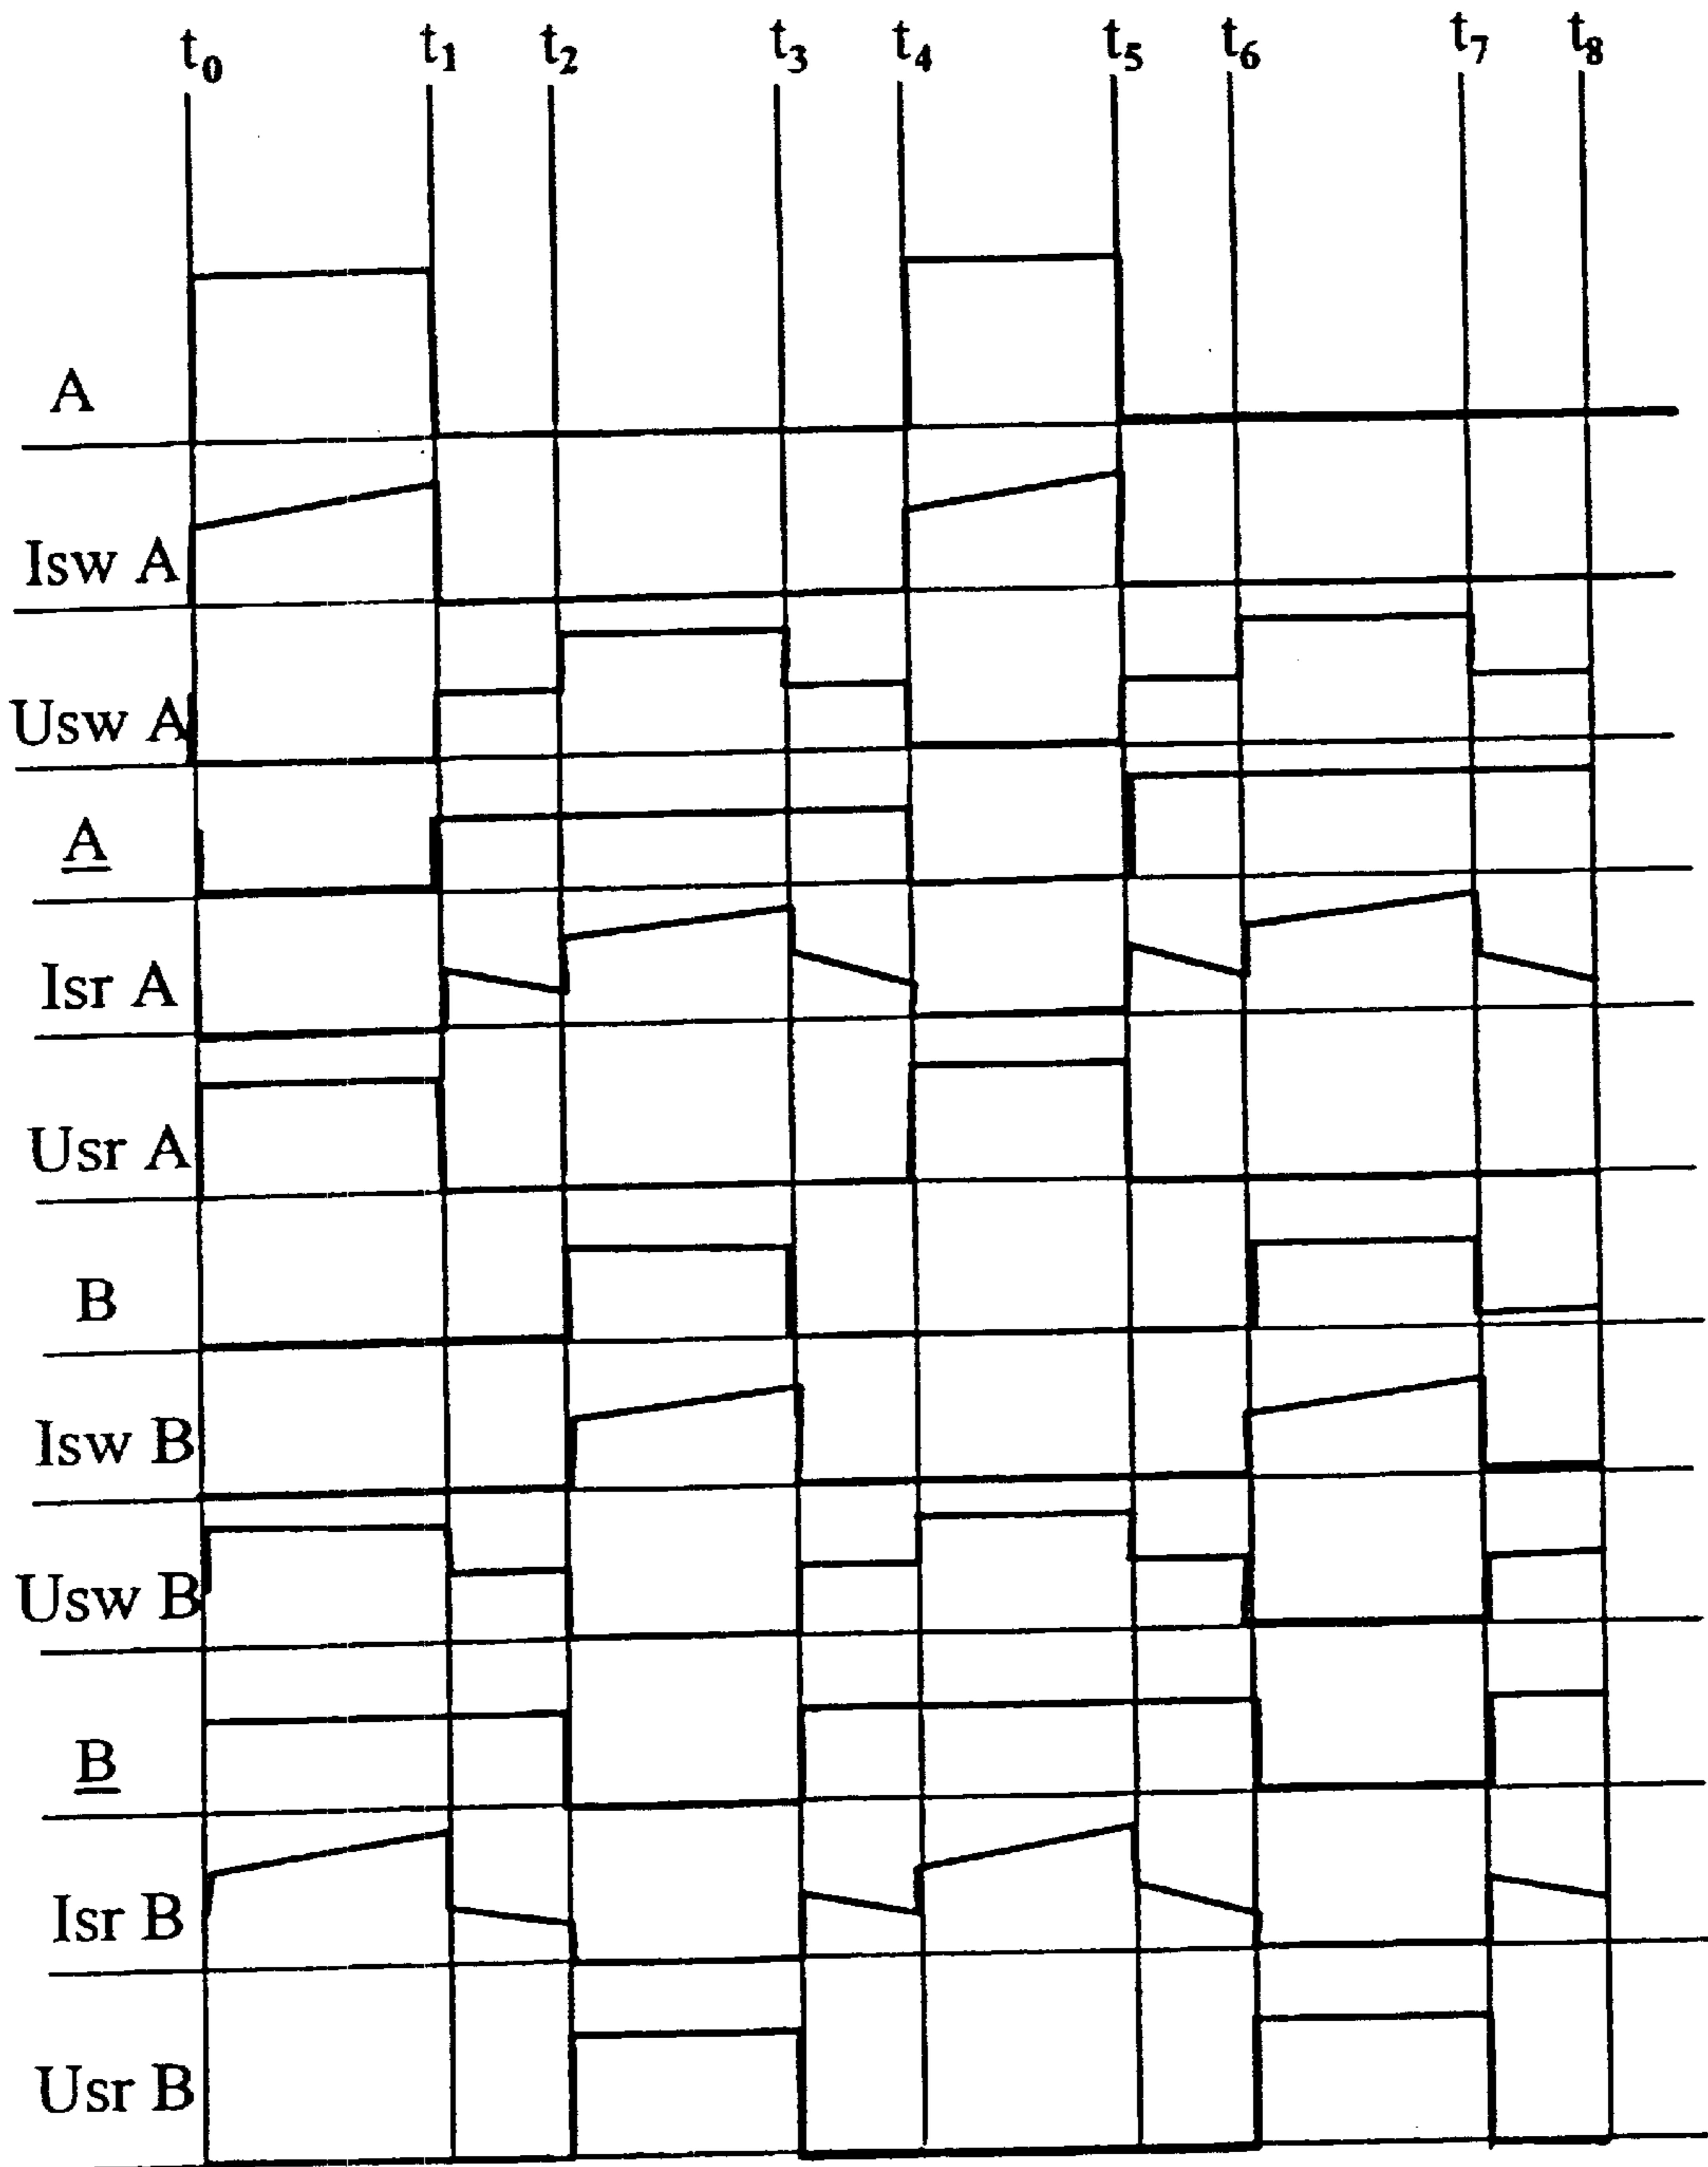 t0 t1 t2 t3 t4 t5 t6 t7 t8
A
Isw A
Usw A
A
Isr A
Usr A
B
Isw B
Usw B
B
Isr B
Usr B